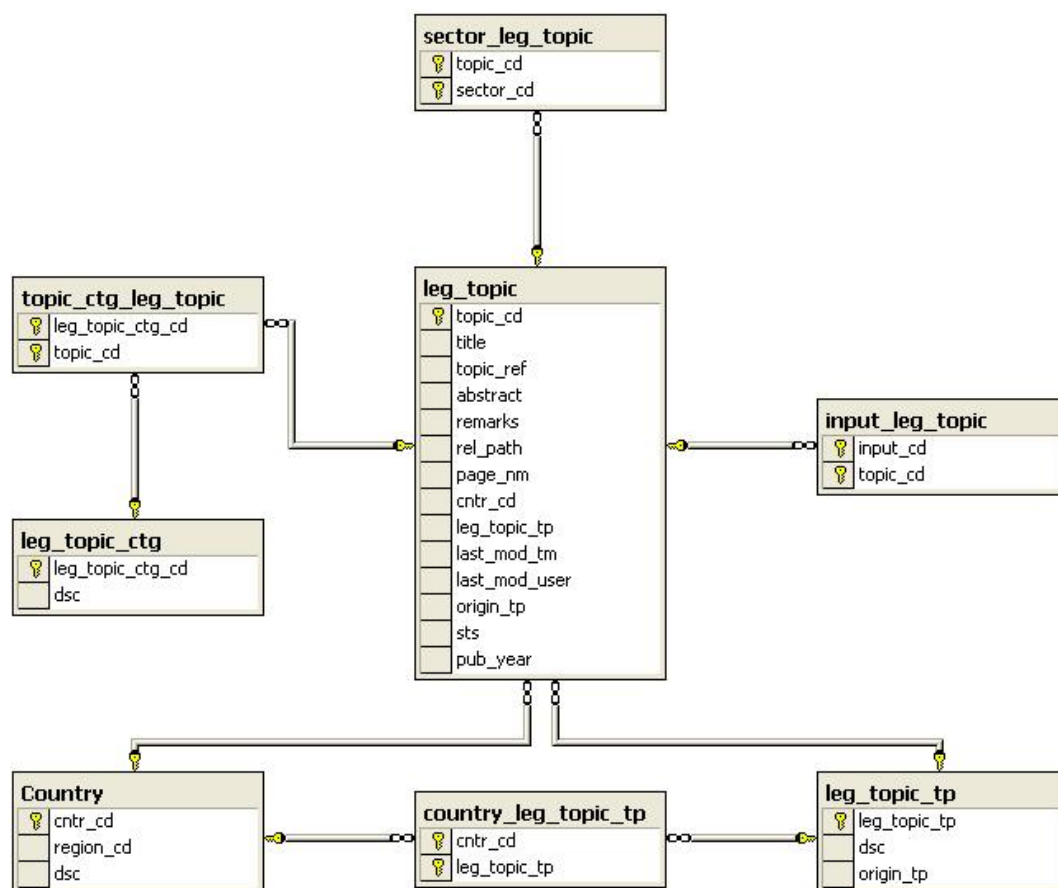 sector_leg_topic
topic_cd
sector_cd
topic_ctg_leg_topic
leg_topic_ctg_cd
topic_cd
leg_topic
topic_cd
title
topic_ref
abstract
remarks
rel_path
page_nm
cntr_cd
leg_topic_tp
last_mod_tm
last_mod_user
origin_tp
sts
pub_year
input_leg_topic
input_cd
topic_cd
leg_topic_ctg
leg_topic_ctg_cd
dsc
Country
cntr_cd
region_cd
dsc
country_leg_topic_tp
cntr_cd
leg_topic_tp
leg_topic_tp
leg_topic_tp
dsc
origin_tp